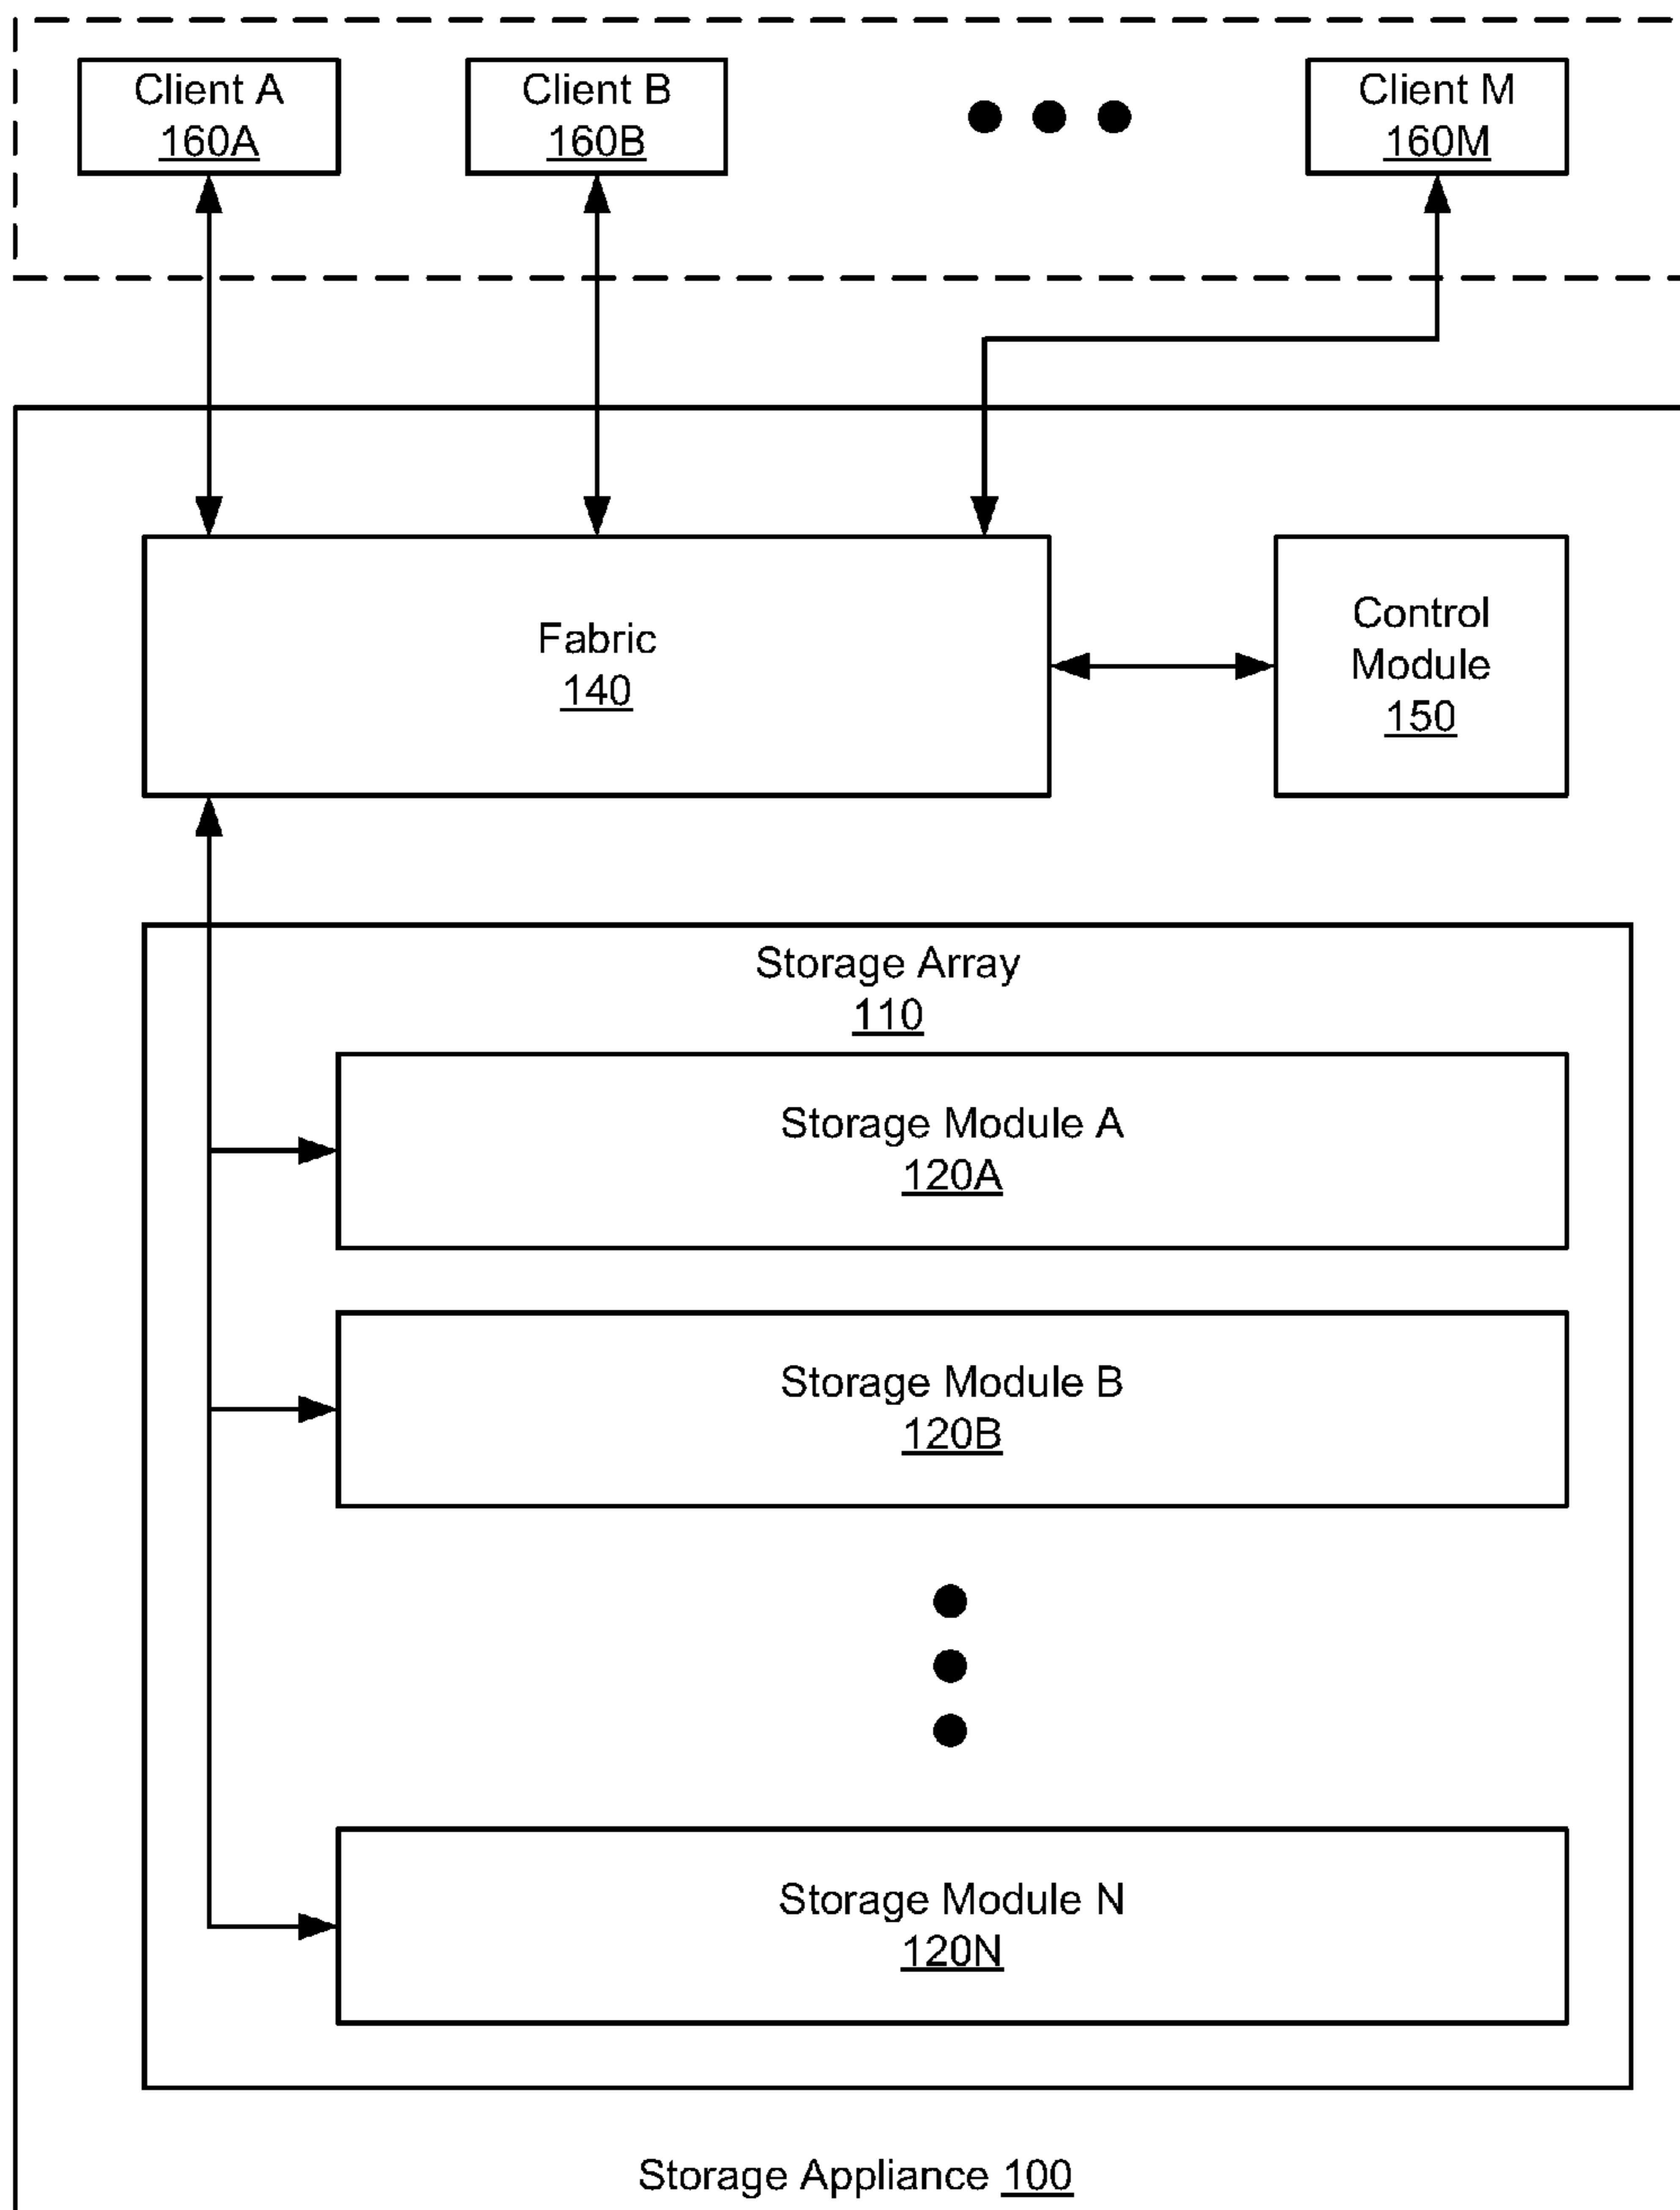 Client A
160A
Client B
160B
Client M
160M
Fabric
140
Control
Module
150
Storage Array
110
Storage Module A
120A
Storage Module B
120B
Storage Module N
120N
Storage Appliance 100